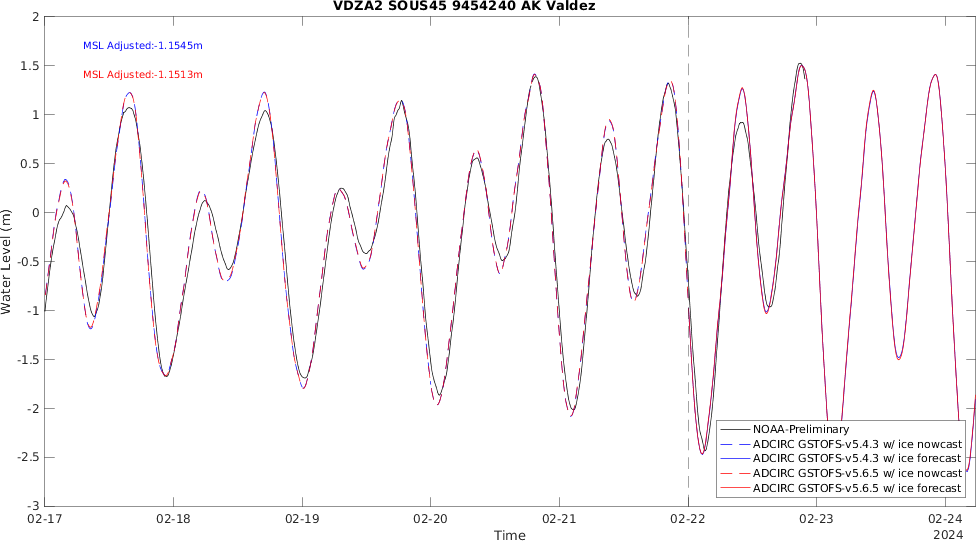 VDZA2 SOUS45 9454240 AK Valdez
MSL Adjusted:-1.1545m
MSL Adjusted:-1.1513m
Water Level (m)
2
1.5
1
0.5
0
-0.5
-1
-1.5
-2
-2.5
-3
NOAA-Preliminary
ADCIRC GSTOFS-v5.4.3 w/ ice nowcast
ADCIRC GSTOFS-v5.4.3 w/ ice forecast
ADCIRC GSTOFS-v5.6.5 w/ ice nowcast
ADCIRC GSTOFS-v5.6.5 w/ ice forecast
02-17 02-18 02-19 02-20 02-21 02-22 02-23 02-24
Time
2024